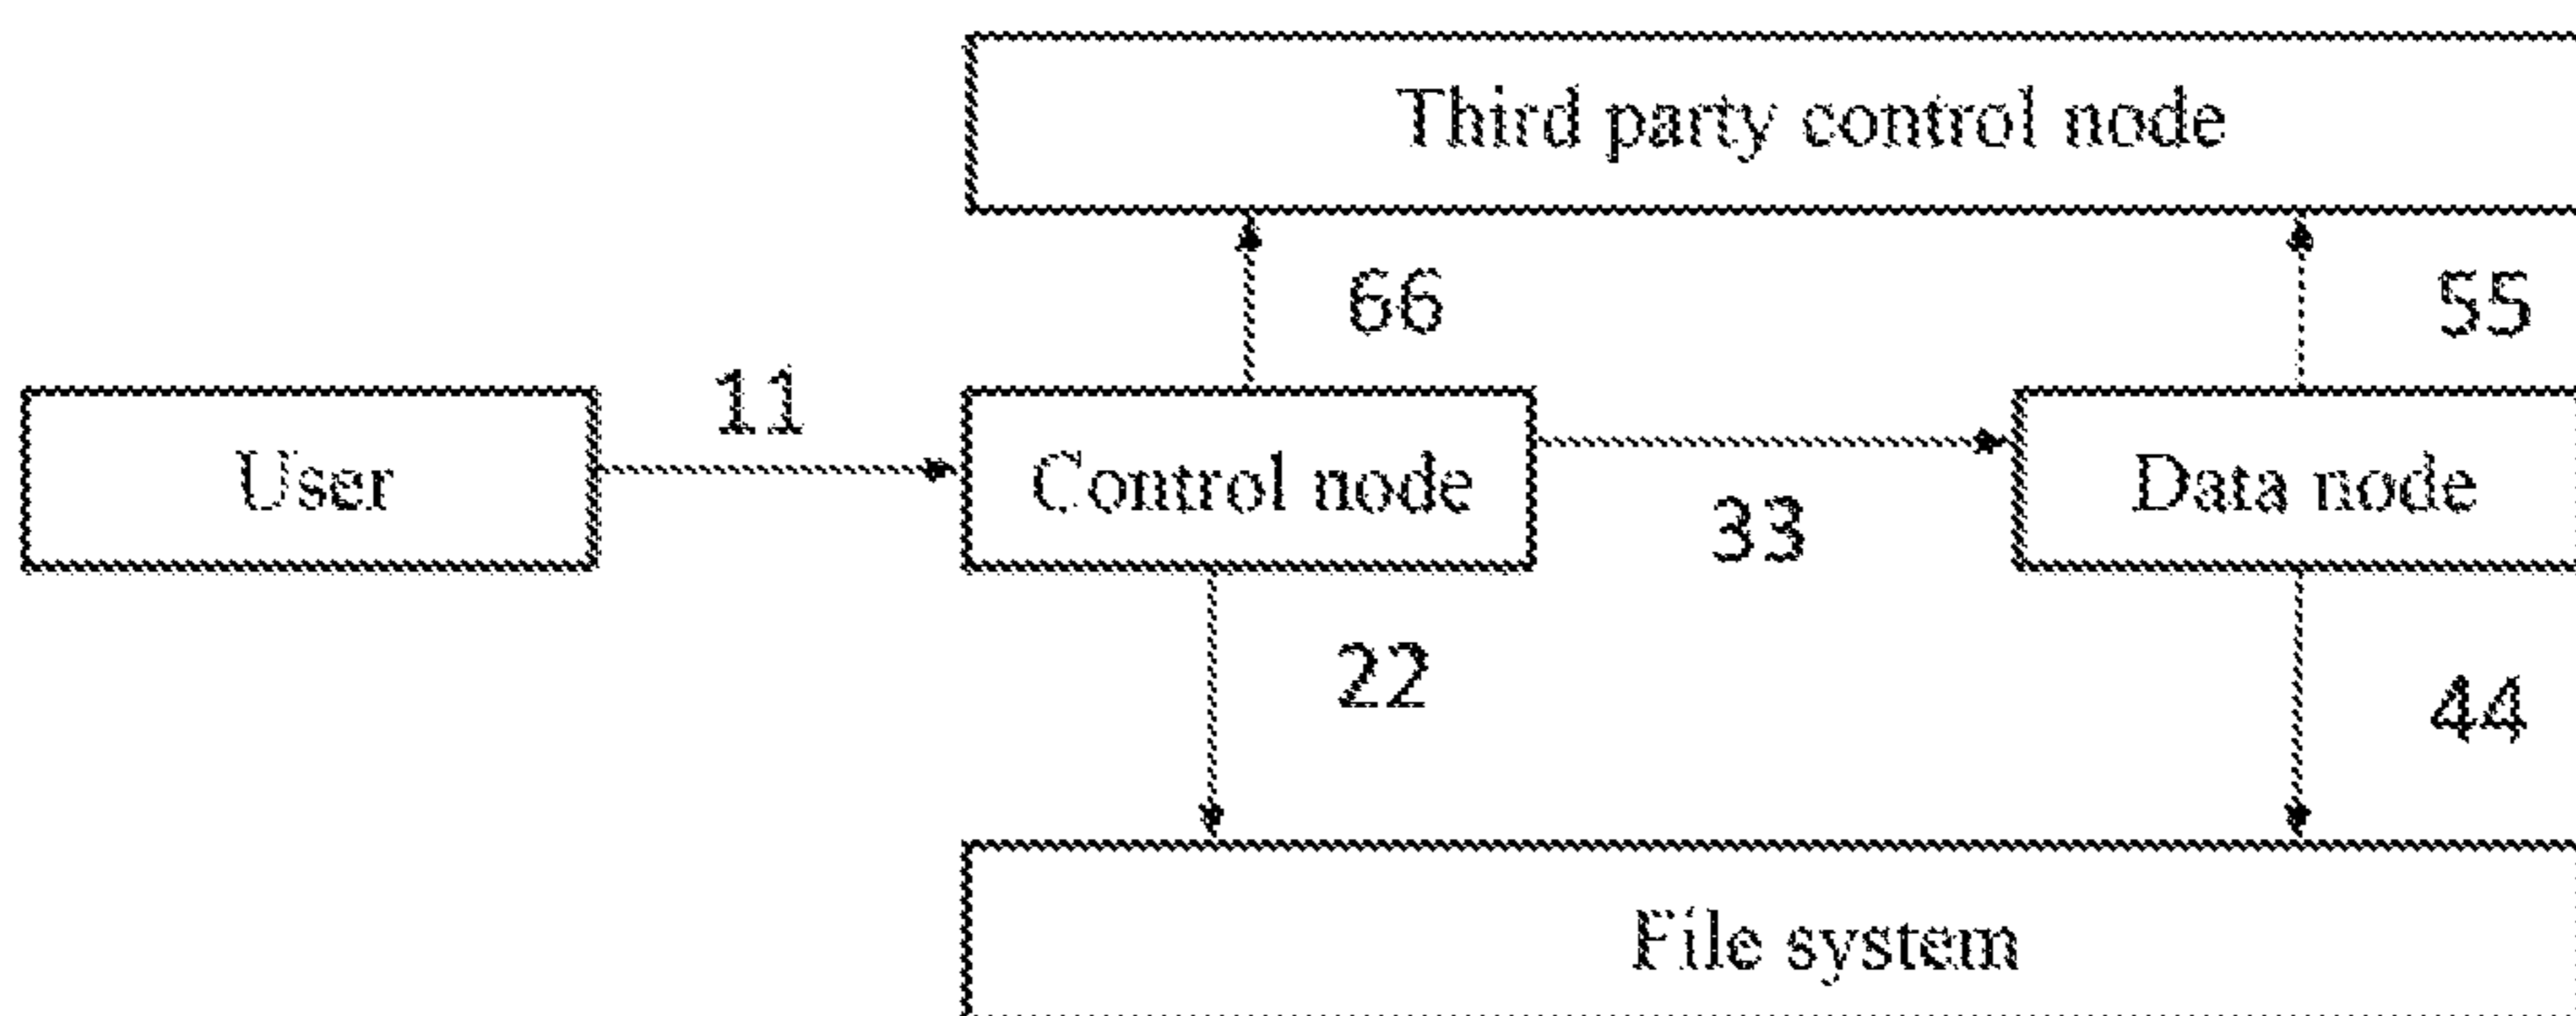 Third party control node
66
55
11
User
Control node
33
Data node
22
44
File system